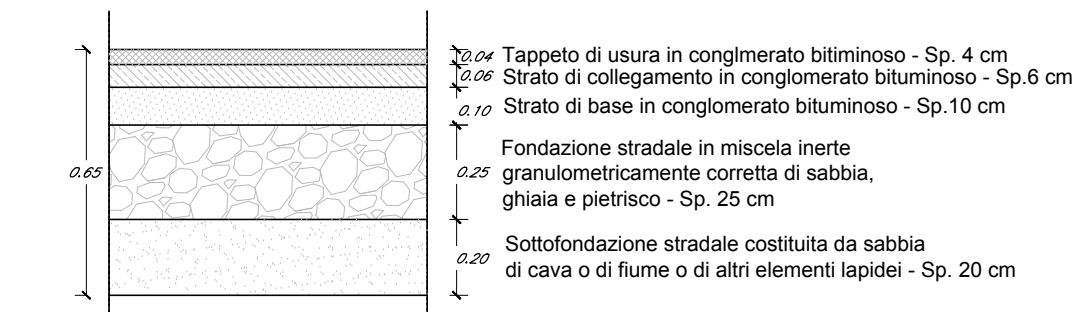 0.04 Tappeto di usura in conglmerato bitiminoso - Sp. 4 cm
0.06 Strato di collegamento in conglomerato bituminoso - Sp.6 cm
0.10 Strato di base in conglomerato bituminoso - Sp.10 cm
Fondazione stradale in miscela inerte
0.65
0.25 granulometricamente corretta di sabbia,
ghiaia e pietrisco - Sp. 25 cm
Sottofondazione stradale costituita da sabbia
0.20 di cava o di fiume o di altri elementi lapidei - Sp. 20 cm